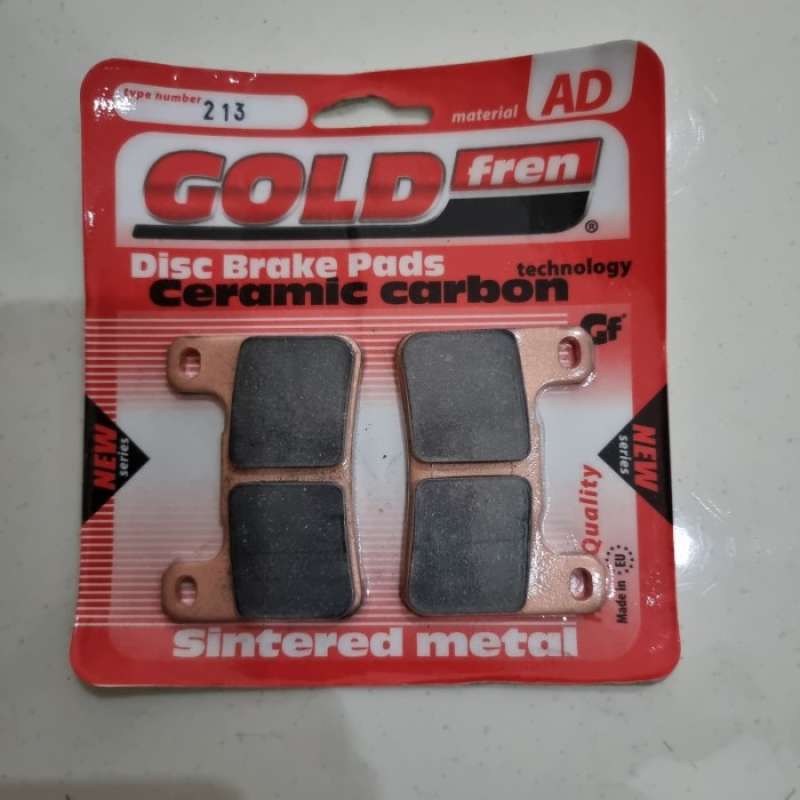 type number 213
material AD
GOLD fren ®
Disc Brake Pads technology
Ceramic carbon
Gf
NEW series
NEW series
Quality
Made in EU
Sintered metal